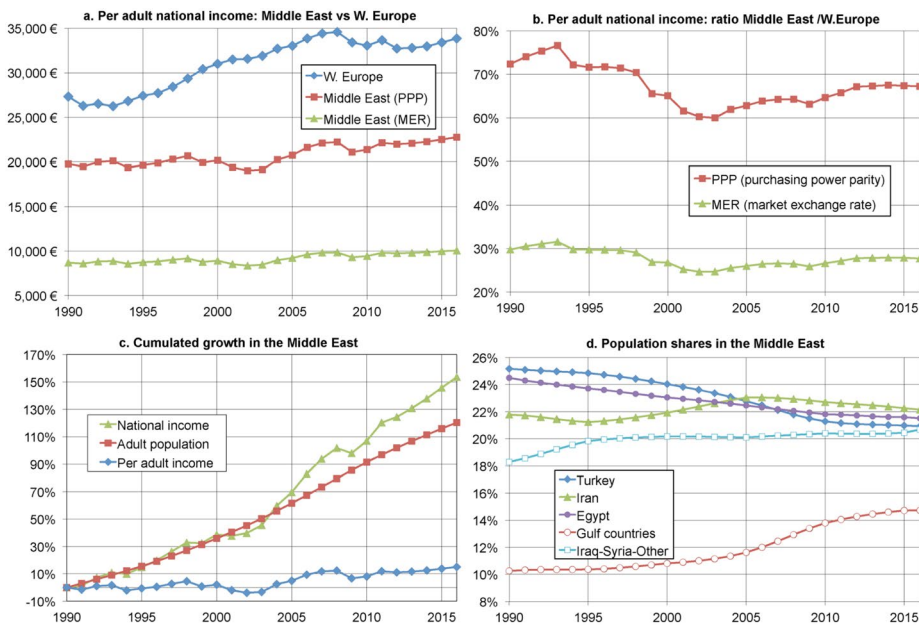 a. Per adult national income: Middle East vs W. Europe
35,000 €
30,000 €
25,000 €
20,000 €
15,000 €
10,000 €
5,000 €
W. Europe
Middle East (PPP)
Middle East (MER)
1990 1995 2000 2005 2010 2015
b. Per adult national income: ratio Middle East /W.Europe
80%
70%
60%
50%
40%
30%
20%
PPP (purchasing power parity)
MER (market exchange rate)
1990 1995 2000 2005 2010 2015
c. Cumulated growth in the Middle East
170%
150%
130%
110%
90%
70%
50%
30%
10%
-10%
National income
Adult population
Per adult income
1990 1995 2000 2005 2010 2015
d. Population shares in the Middle East
26%
24%
22%
20%
18%
16%
14%
12%
10%
8%
Turkey
Iran
Egypt
Gulf countries
Iraq-Syria-Other
1990 1995 2000 2005 2010 2015